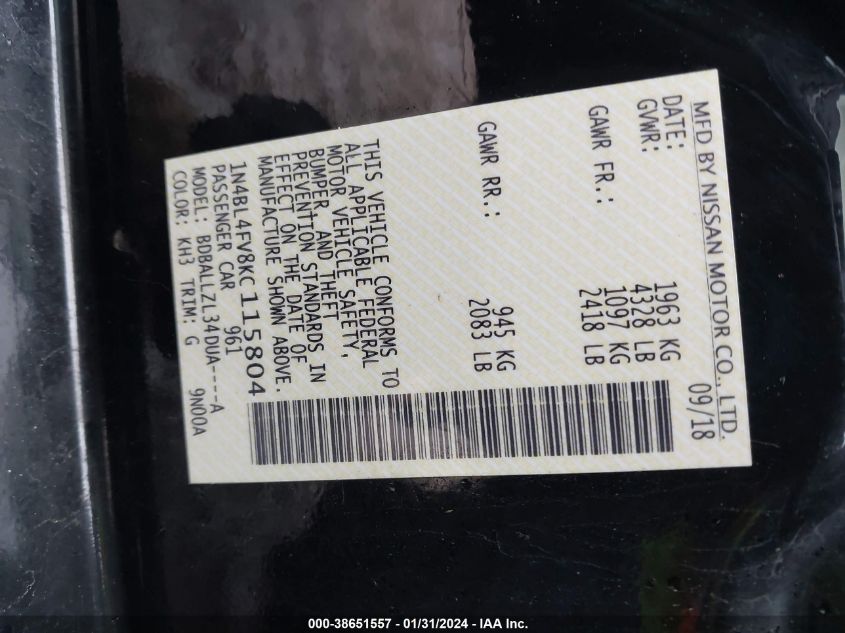 MFD BY NISSAN MOTOR CO., LTD.
DATE: 09/18
GVWR: 1963 KG
4328 LB
GAWR FR.: 1097 KG
2418 LB
GAWR RR.: 945 KG
2083 LB
THIS VEHICLE CONFORMS TO
ALL APPLICABLE FEDERAL
MOTOR VEHICLE SAFETY,
BUMPER, AND THEFT
PREVENTION STANDARDS IN
EFFECT ON THE DATE OF
MANUFACTURE SHOWN ABOVE.
1N4BL4FV8KC115804
PASSENGER CAR 961
MODEL: BDBALLZL34DUA----A
COLOR: KH3 TRIM: G 9N00A
000-38651557 - 01/31/2024 - IAA Inc.